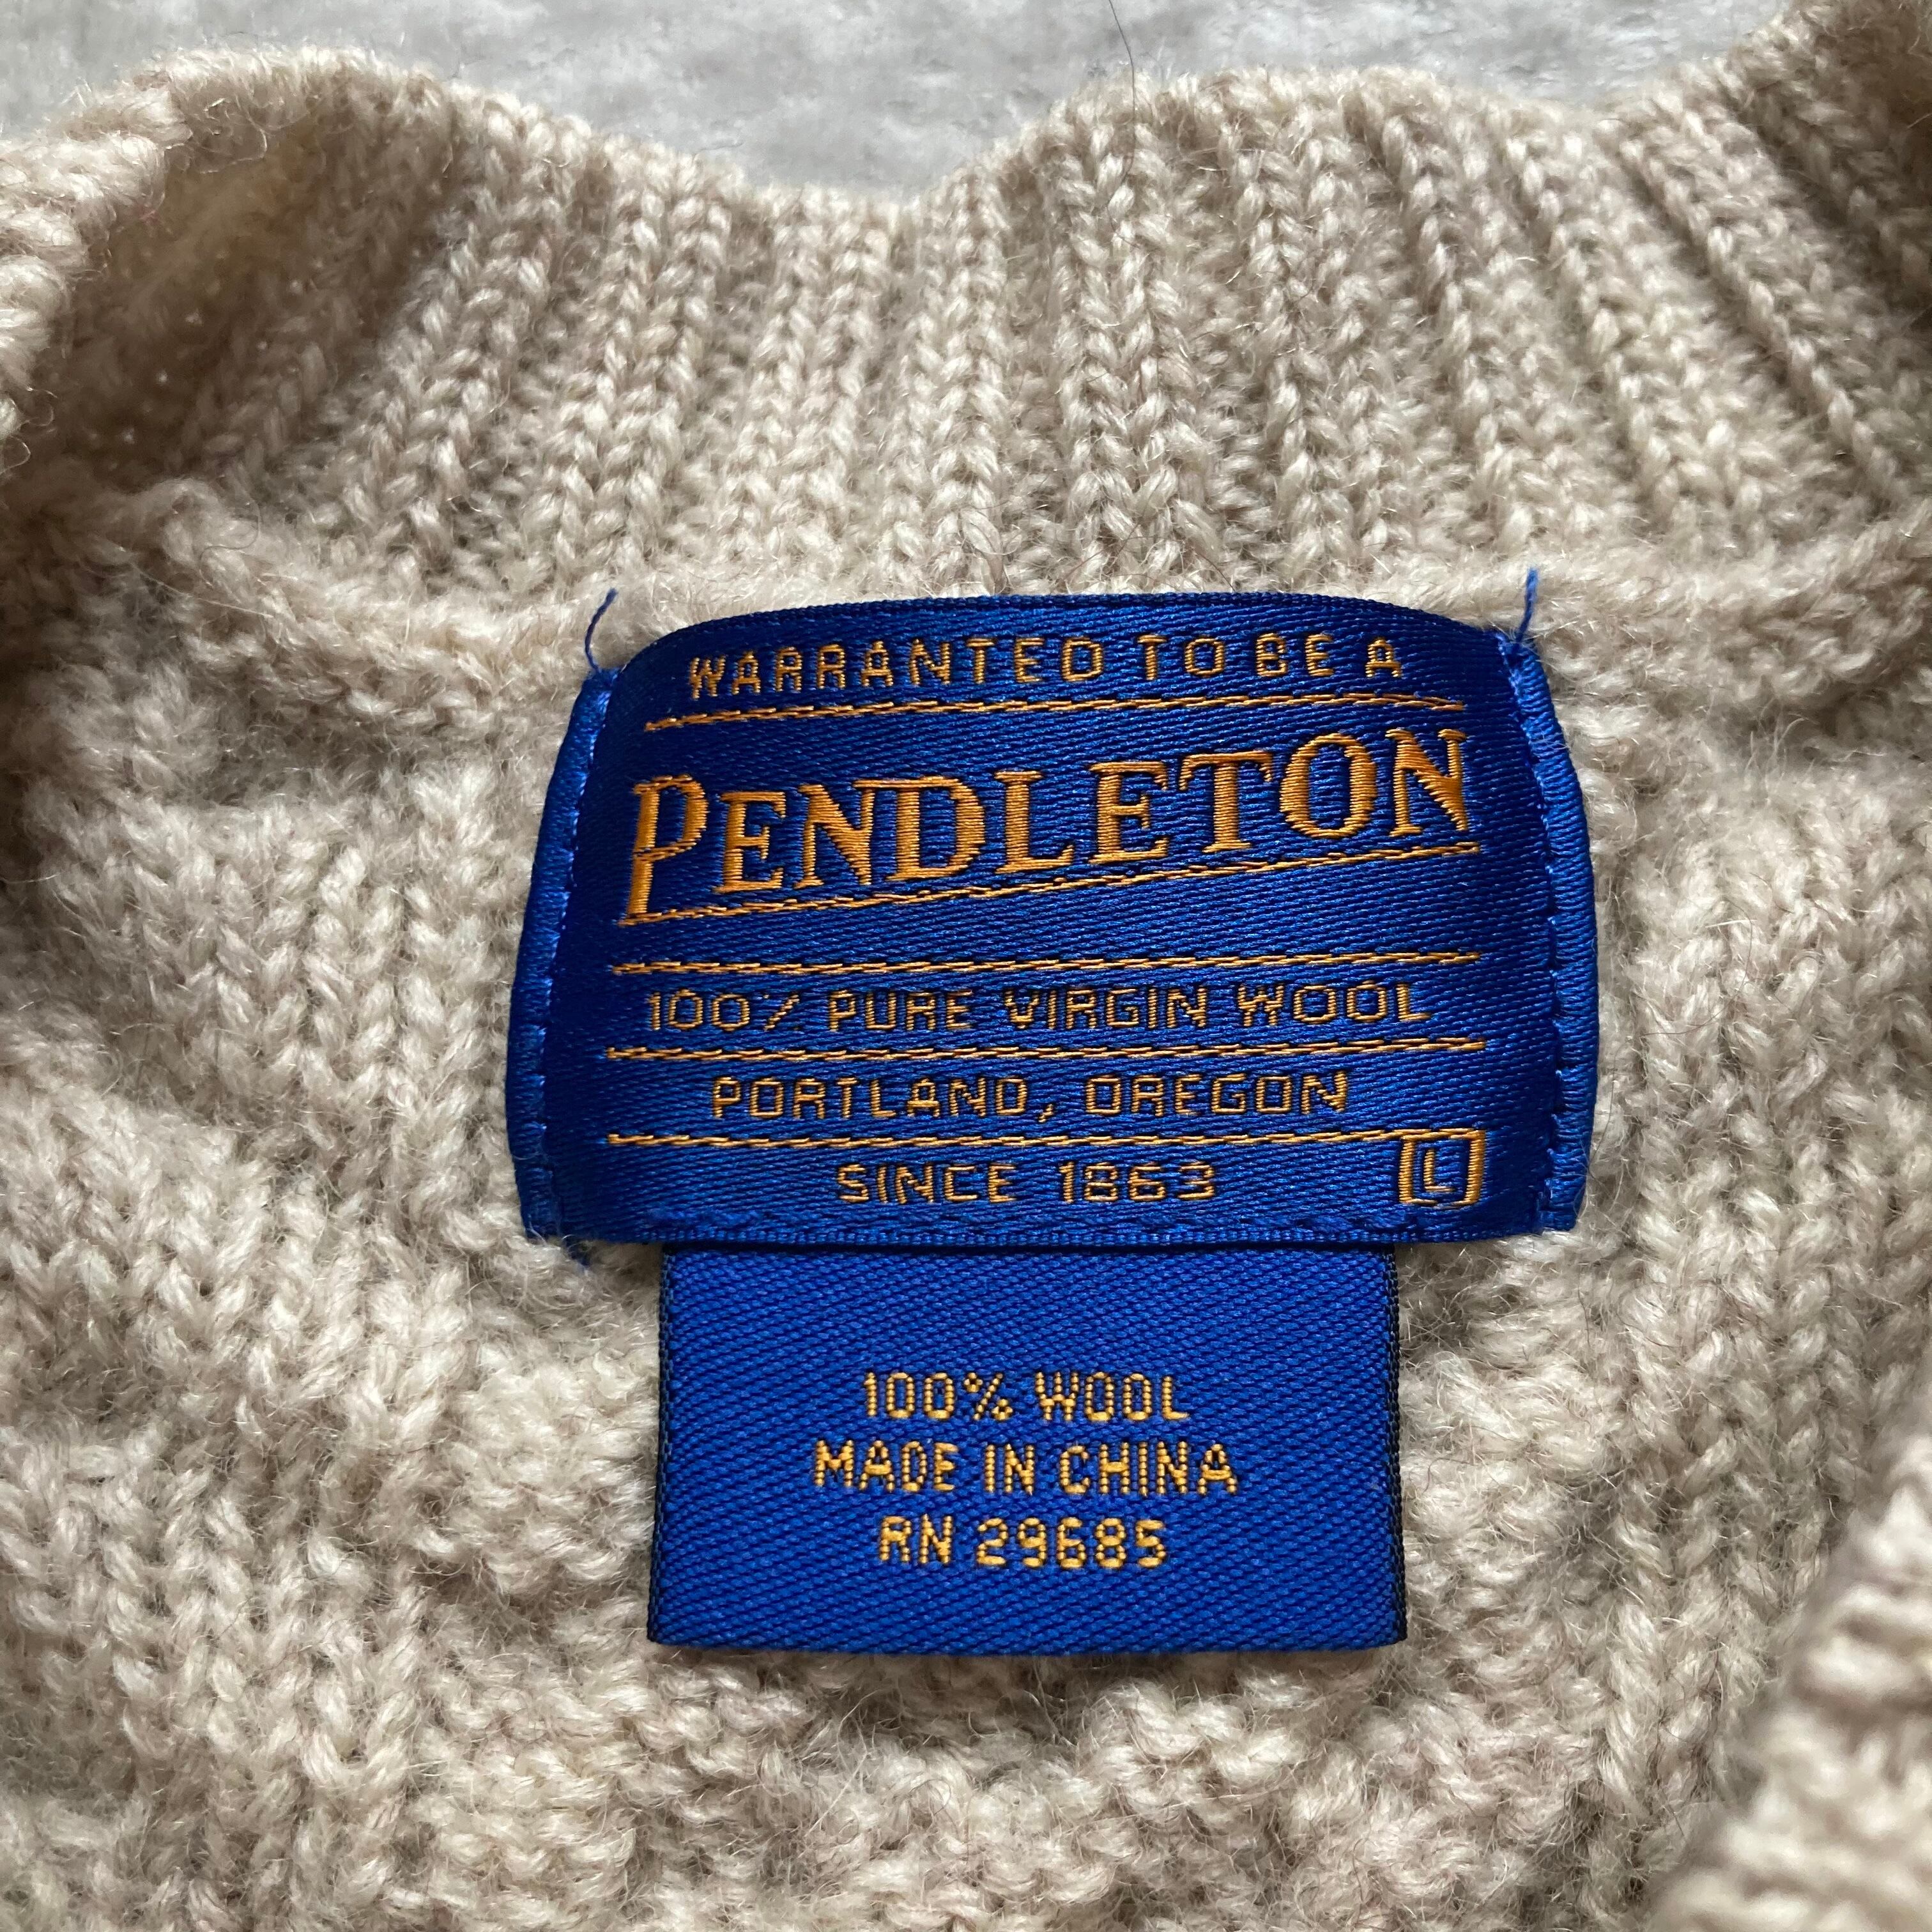 WARRANTED TO BE A
PENDLETON
100% PURE VIRGIN WOOL
PORTLAND, OREGON
SINCE 1863
L
100% WOOL
MADE IN CHINA
RN 29685